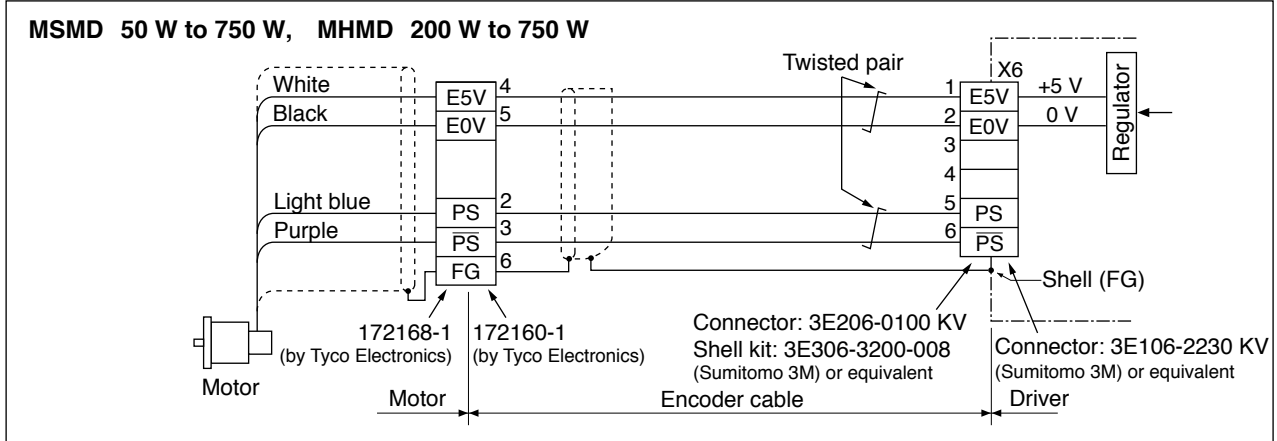 MSMD 50 W to 750 W, MHMD 200 W to 750 W
Twisted pair
X6
White
E5V
4
1
E5V
+5 V
Black
E0V
5
2
E0V
0 V
Regulator
3
4
Light blue
PS
2
5
PS
Purple
P̅S̅
3
6
P̅S̅
FG
6
Shell (FG)
172168-1
(by Tyco Electronics)
172160-1
(by Tyco Electronics)
Connector: 3E206-0100 KV
Shell kit: 3E306-3200-008
(Sumitomo 3M) or equivalent
Connector: 3E106-2230 KV
(Sumitomo 3M) or equivalent
Motor
Motor
Encoder cable
Driver